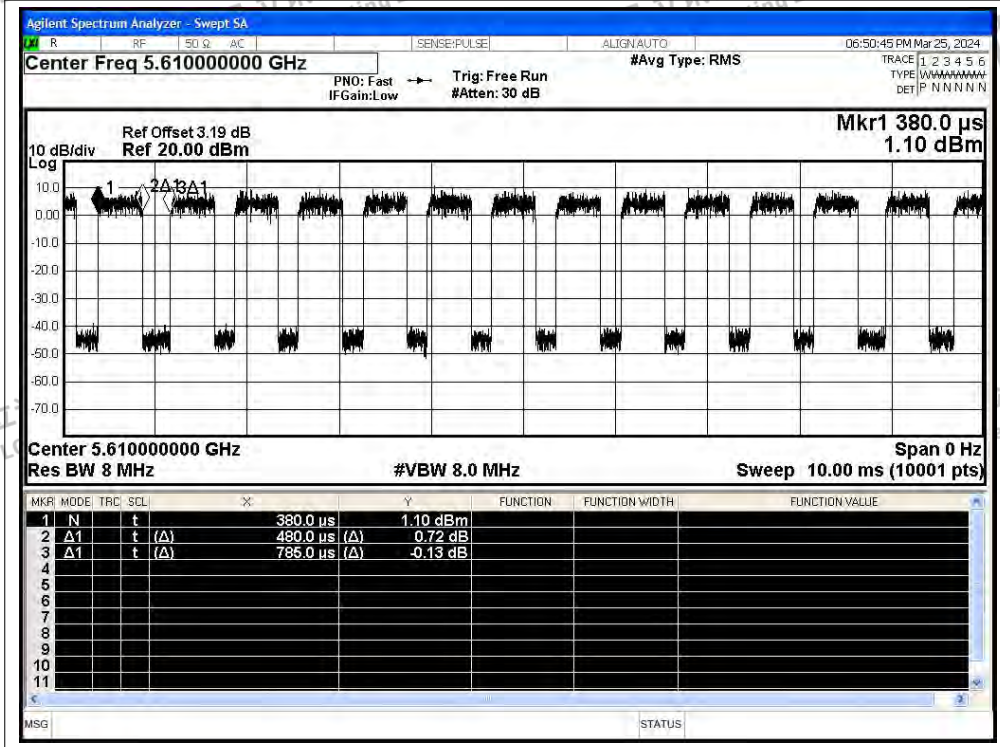 Agilent Spectrum Analyzer - Swept SA
LXI R RF 50 Ω AC SENSE:PULSE ALIGN AUTO 06:50:45 PM Mar 25, 2024
Center Freq 5.610000000 GHz #Avg Type: RMS TRACE 1 2 3 4 5 6
PNO: Fast Trig: Free Run TYPE WWWWWW
IFGain:Low #Atten: 30 dB DET P N N N N N
Mkr1 380.0 µs
Ref Offset 3.19 dB
10 dB/div Ref 20.00 dBm 1.10 dBm
Log
10.0 1 2Δ1 3Δ1
0.00
-10.0
-20.0
-30.0
-40.0
-50.0
-60.0
-70.0
Center 5.610000000 GHz Span 0 Hz
Res BW 8 MHz #VBW 8.0 MHz Sweep 10.00 ms (10001 pts)
MKR MODE TRC SCL X Y FUNCTION FUNCTION WIDTH FUNCTION VALUE
1 N t 380.0 µs 1.10 dBm
2 Δ1 t (Δ) 480.0 µs (Δ) 0.72 dB
3 Δ1 t (Δ) 785.0 µs (Δ) -0.13 dB
4
5
6
7
8
9
10
11
MSG STATUS